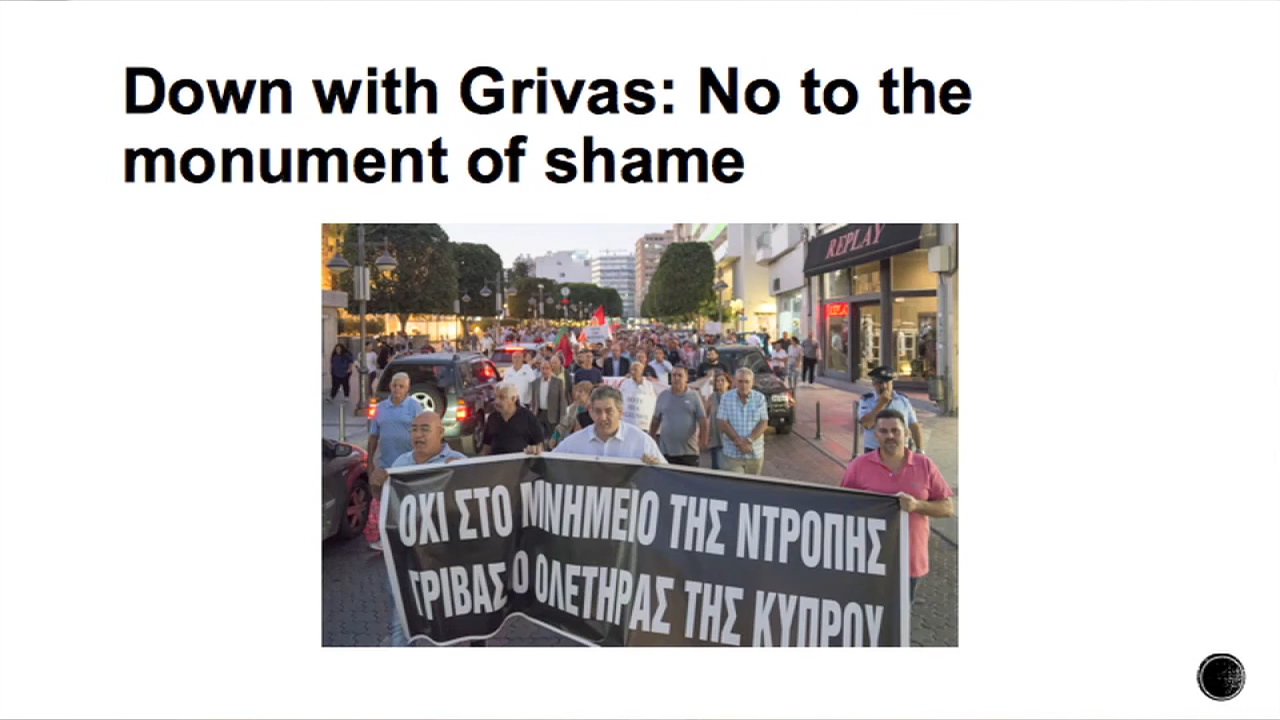 Down with Grivas: No to the
monument of shame
REPLAY
ΟΧΙ ΣΤΟ ΜΝΗΜΕΙΟ ΤΗΣ ΝΤΡΟΠΗΣ
ΓΡΙΒΑΣ Ο ΟΛΕΤΗΡΑΣ ΤΗΣ ΚΥΠΡΟΥ